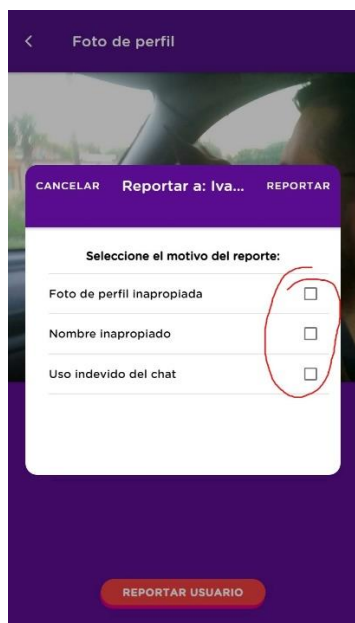 Foto de perfil
CANCELAR Reportar a: Iva... REPORTAR
Seleccione el motivo del reporte:
Foto de perfil inapropiada
Nombre inapropiado
Uso indevido del chat
REPORTAR USUARIO